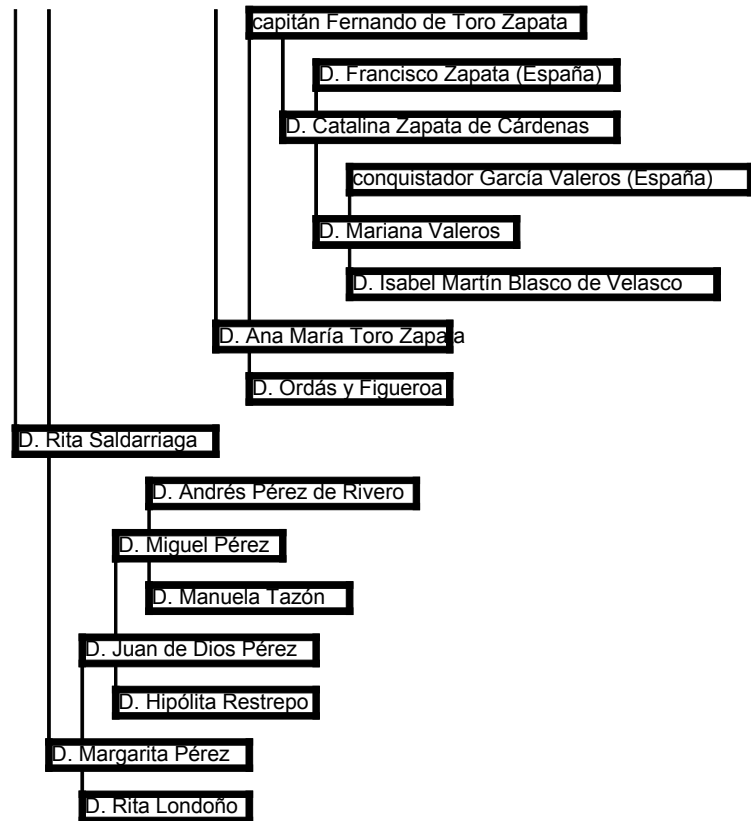 capitán Fernando de Toro Zapata
D. Francisco Zapata (España)
D. Catalina Zapata de Cárdenas
conquistador García Valeros (España)
D. Mariana Valeros
D. Isabel Martín Blasco de Velasco
D. Ana María Toro Zapata
D. Ordás y Figueroa
D. Rita Saldarriaga
D. Andrés Pérez de Rivero
D. Miguel Pérez
D. Manuela Tazón
D. Juan de Dios Pérez
D. Hipólita Restrepo
D. Margarita Pérez
D. Rita Londoño